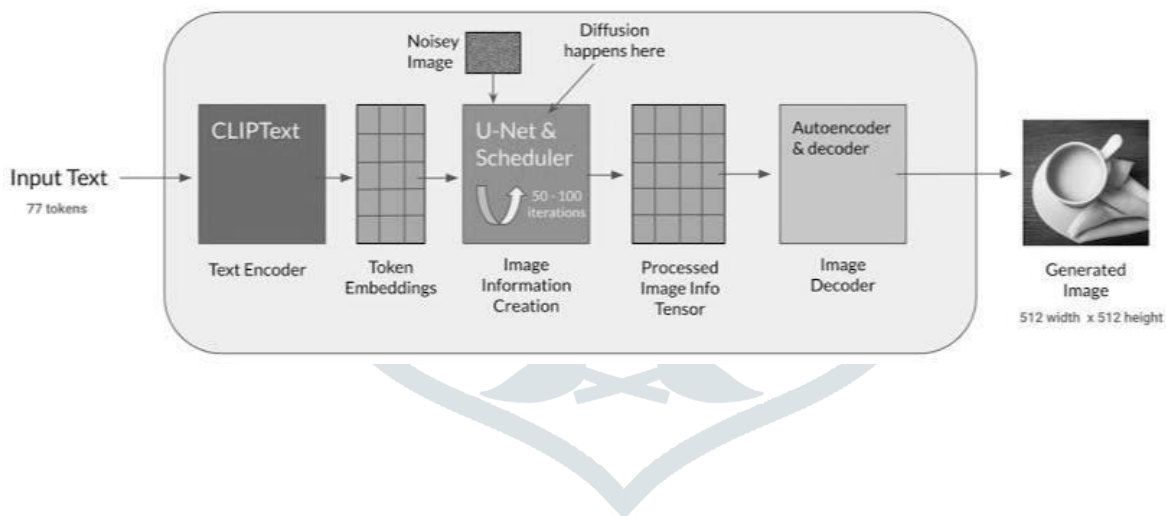 Input Text
77 tokens
CLIPText
Text Encoder
Token
Embeddings
Noisey
Image
Diffusion
happens here
U-Net &
Scheduler
50 - 100
iterations
Image
Information
Creation
Processed
Image Info
Tensor
Autoencoder
& decoder
Image
Decoder
Generated
Image
512 width x 512 height